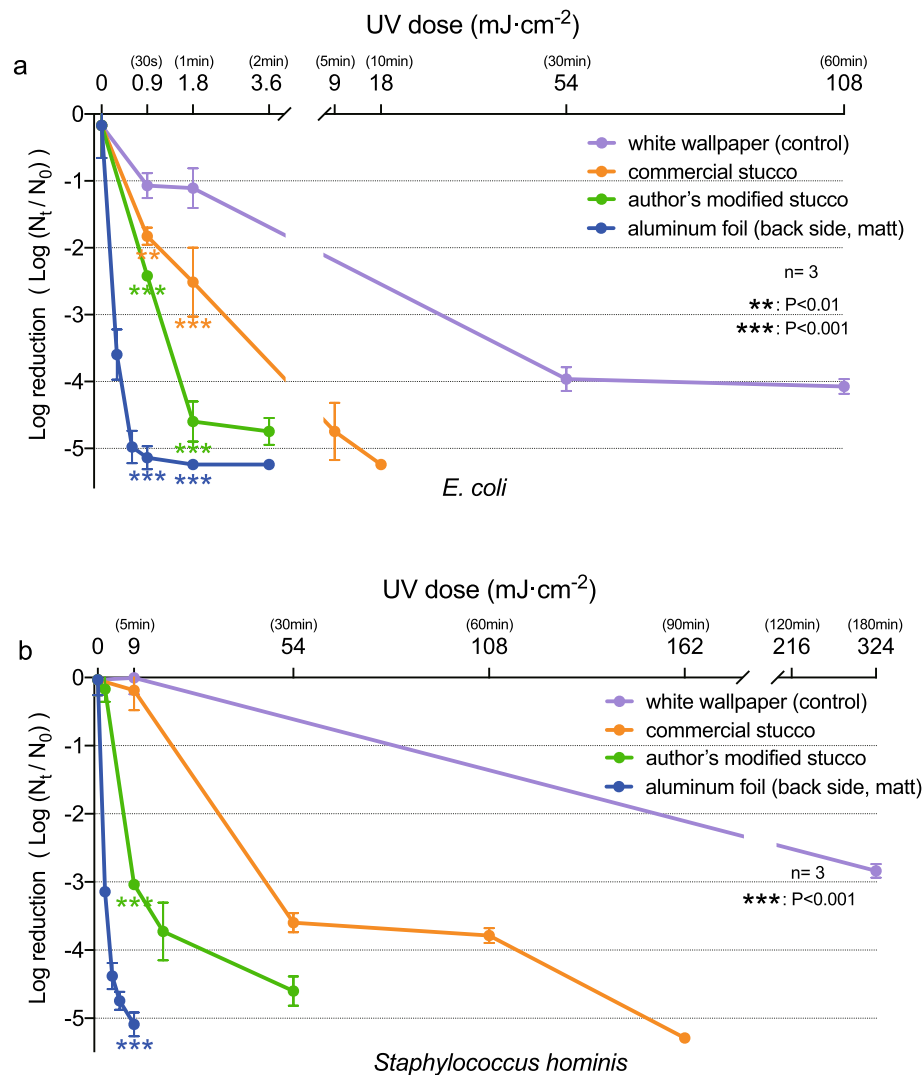 UV dose (mJ·cm⁻²)
a
(30s) (1min) (2min) (5min) (10min) (30min) (60min)
0 0.9 1.8 3.6 9 18 54 108
0
-1
-2
-3
-4
-5
Log reduction ( Log (Nₜ / N₀))
white wallpaper (control)
commercial stucco
author's modified stucco
aluminum foil (back side, matt)
n= 3
**: P<0.01
***: P<0.001
**
***
***
***
***
***
E. coli
UV dose (mJ·cm⁻²)
b
(5min) (30min) (60min) (90min) (120min) (180min)
0 9 54 108 162 216 324
0
-1
-2
-3
-4
-5
Log reduction ( Log (Nₜ / N₀))
white wallpaper (control)
commercial stucco
author's modified stucco
aluminum foil (back side, matt)
n= 3
***: P<0.001
***
***
Staphylococcus hominis